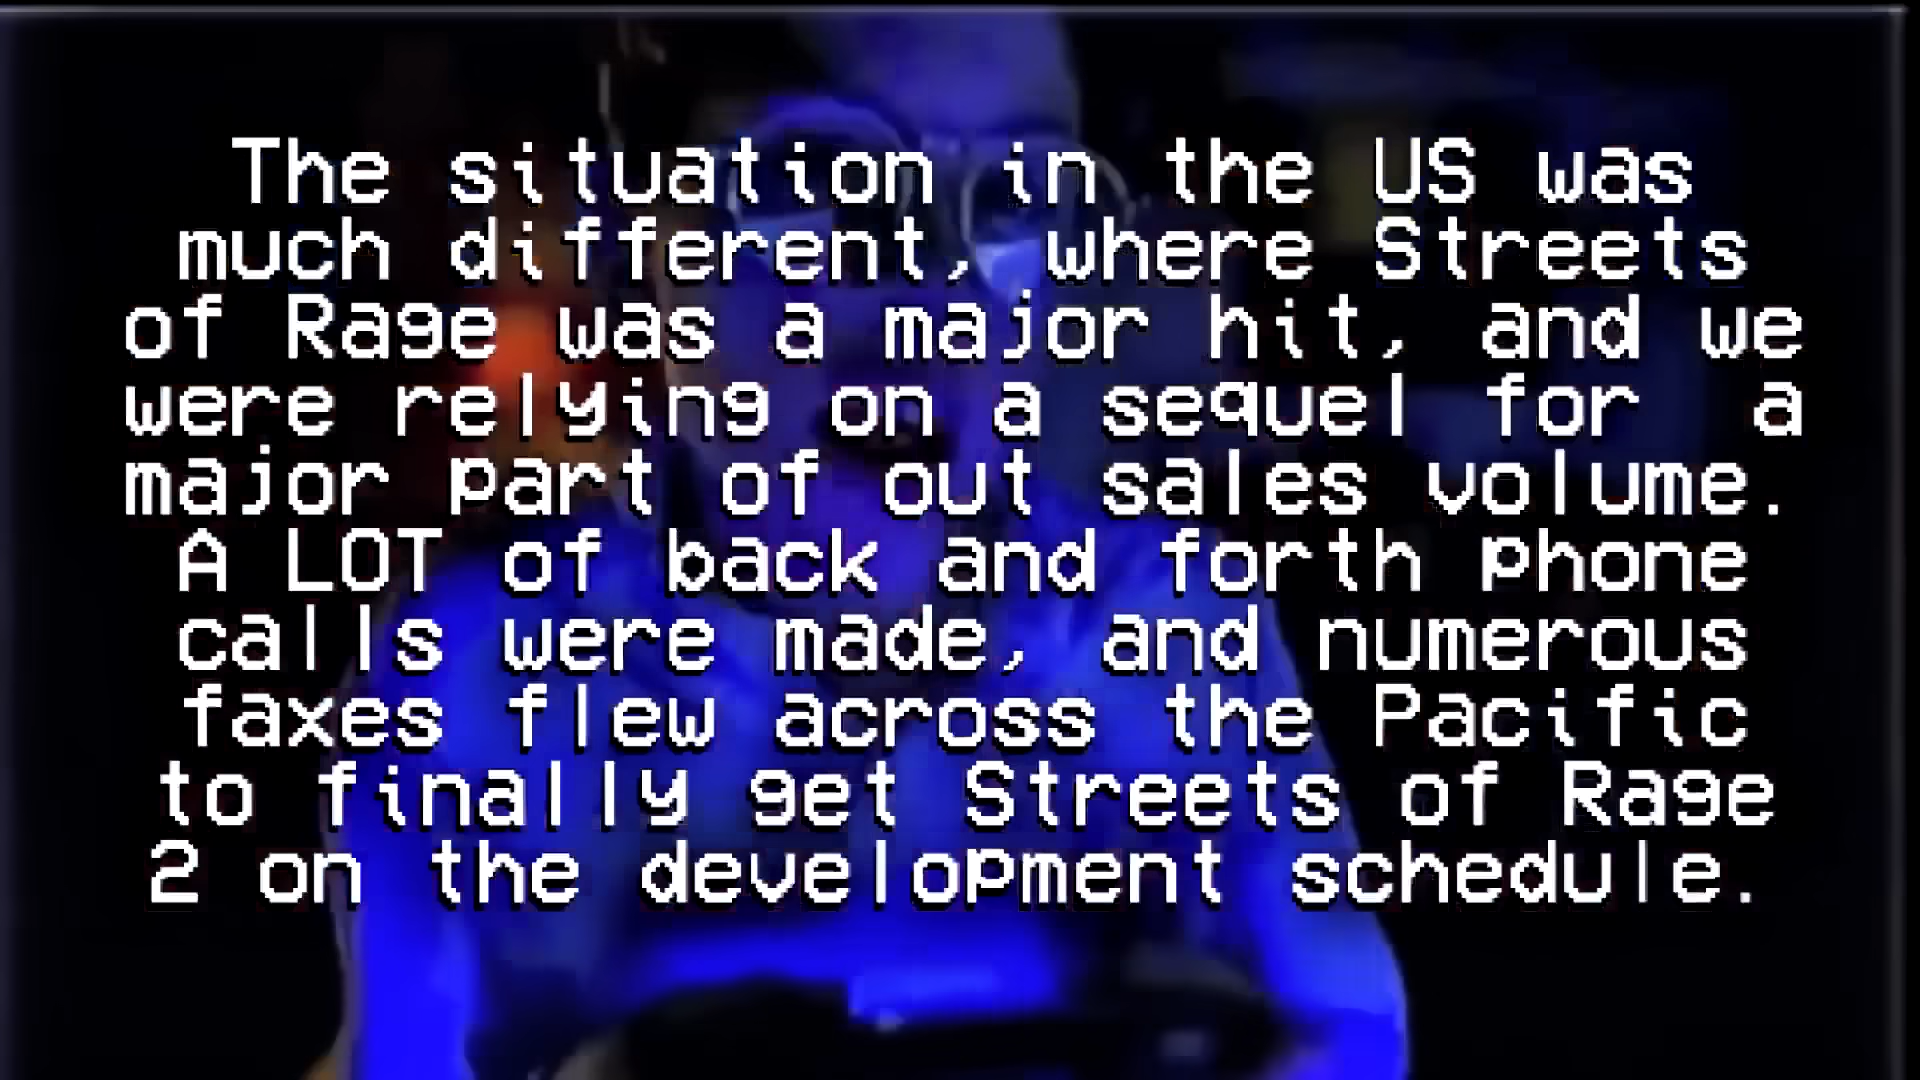 The situation in the US was
much different, where Streets
of Rage was a major hit, and we
were relying on a sequel for  a
major part of out sales volume.
A LOT of back and forth phone
calls were made, and numerous
faxes flew across the Pacific
to finally get Streets of Rage
2 on the development schedule.